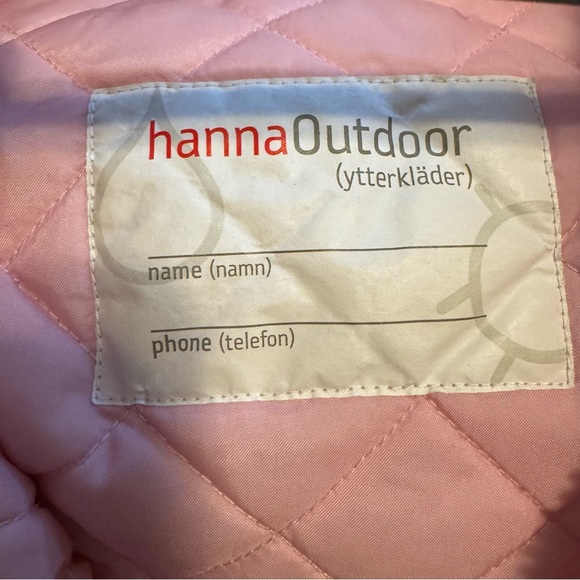 hannaOutdoor
(ytterkläder)
name (namn)
phone (telefon)